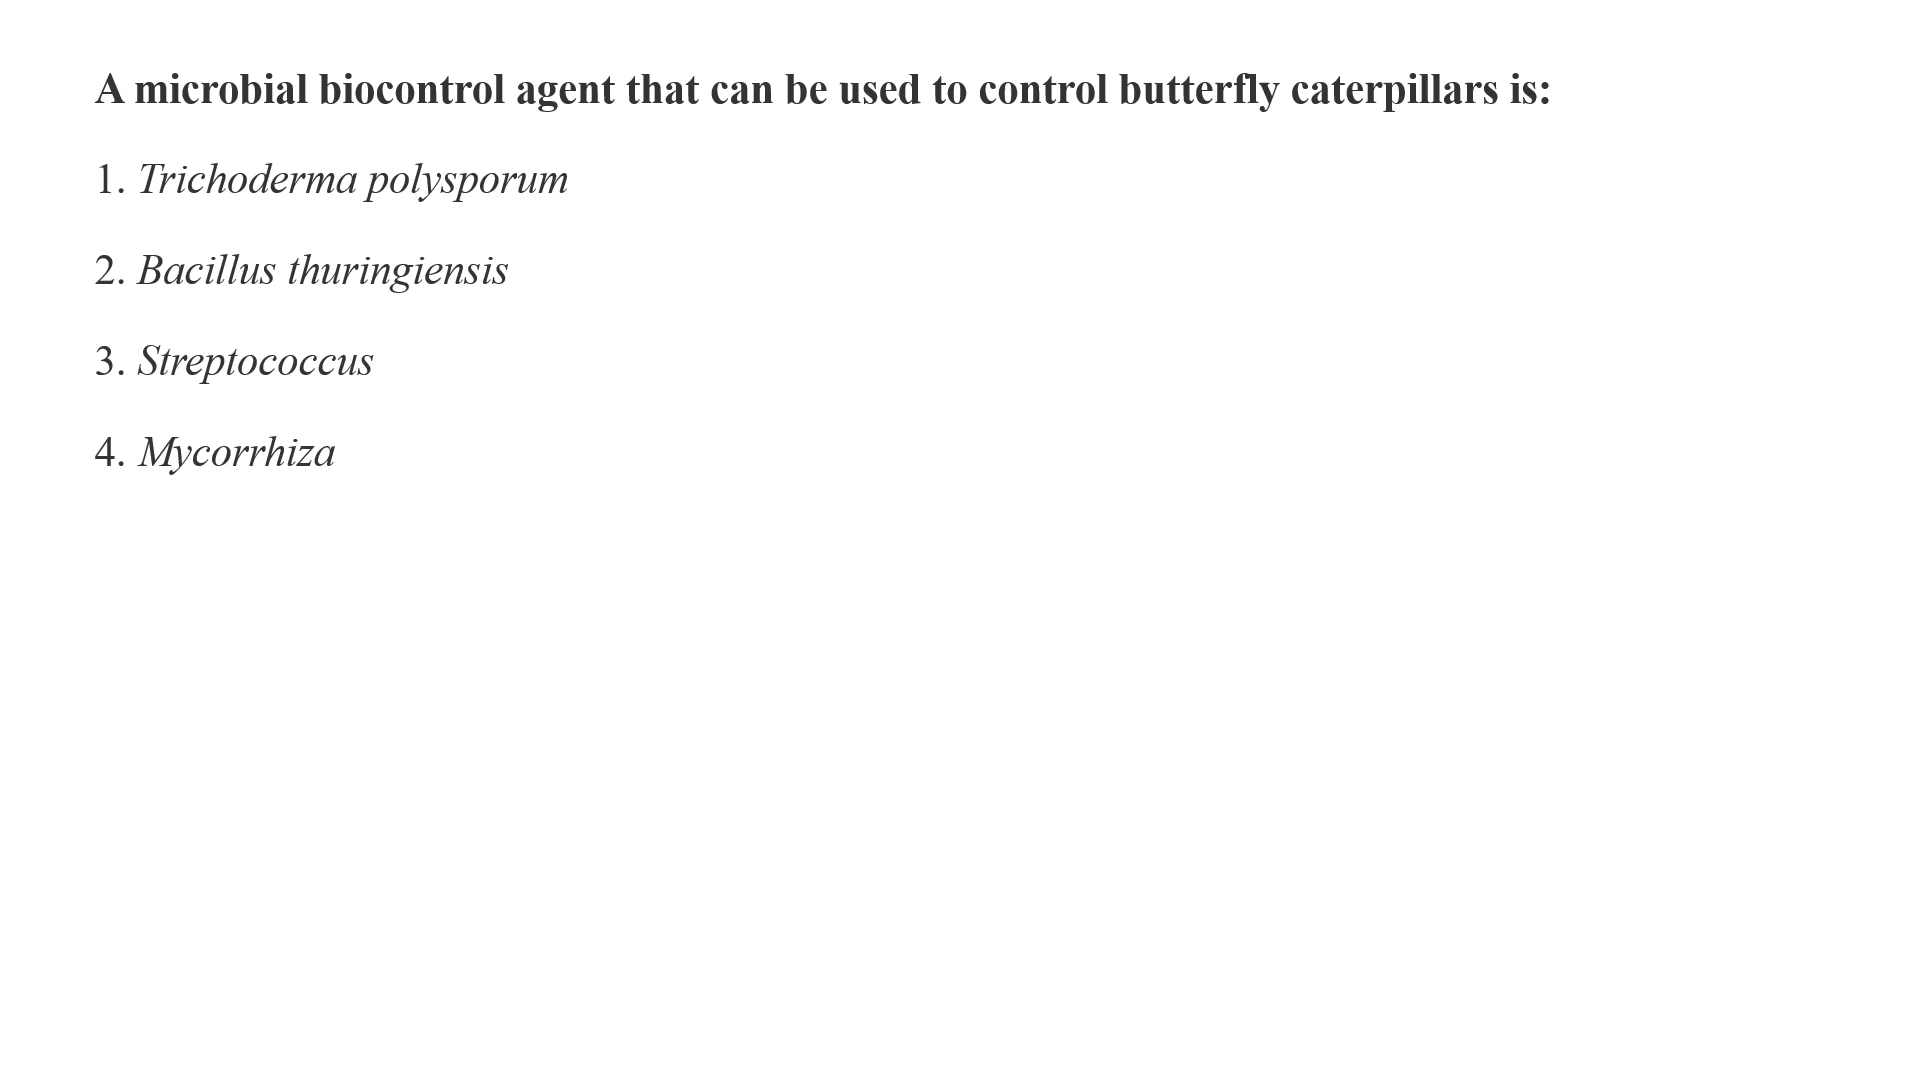 A microbial biocontrol agent that can be used to control butterfly caterpillars is:
1. Trichoderma polysporum
2. Bacillus thuringiensis
3. Streptococcus
4. Mycorrhiza